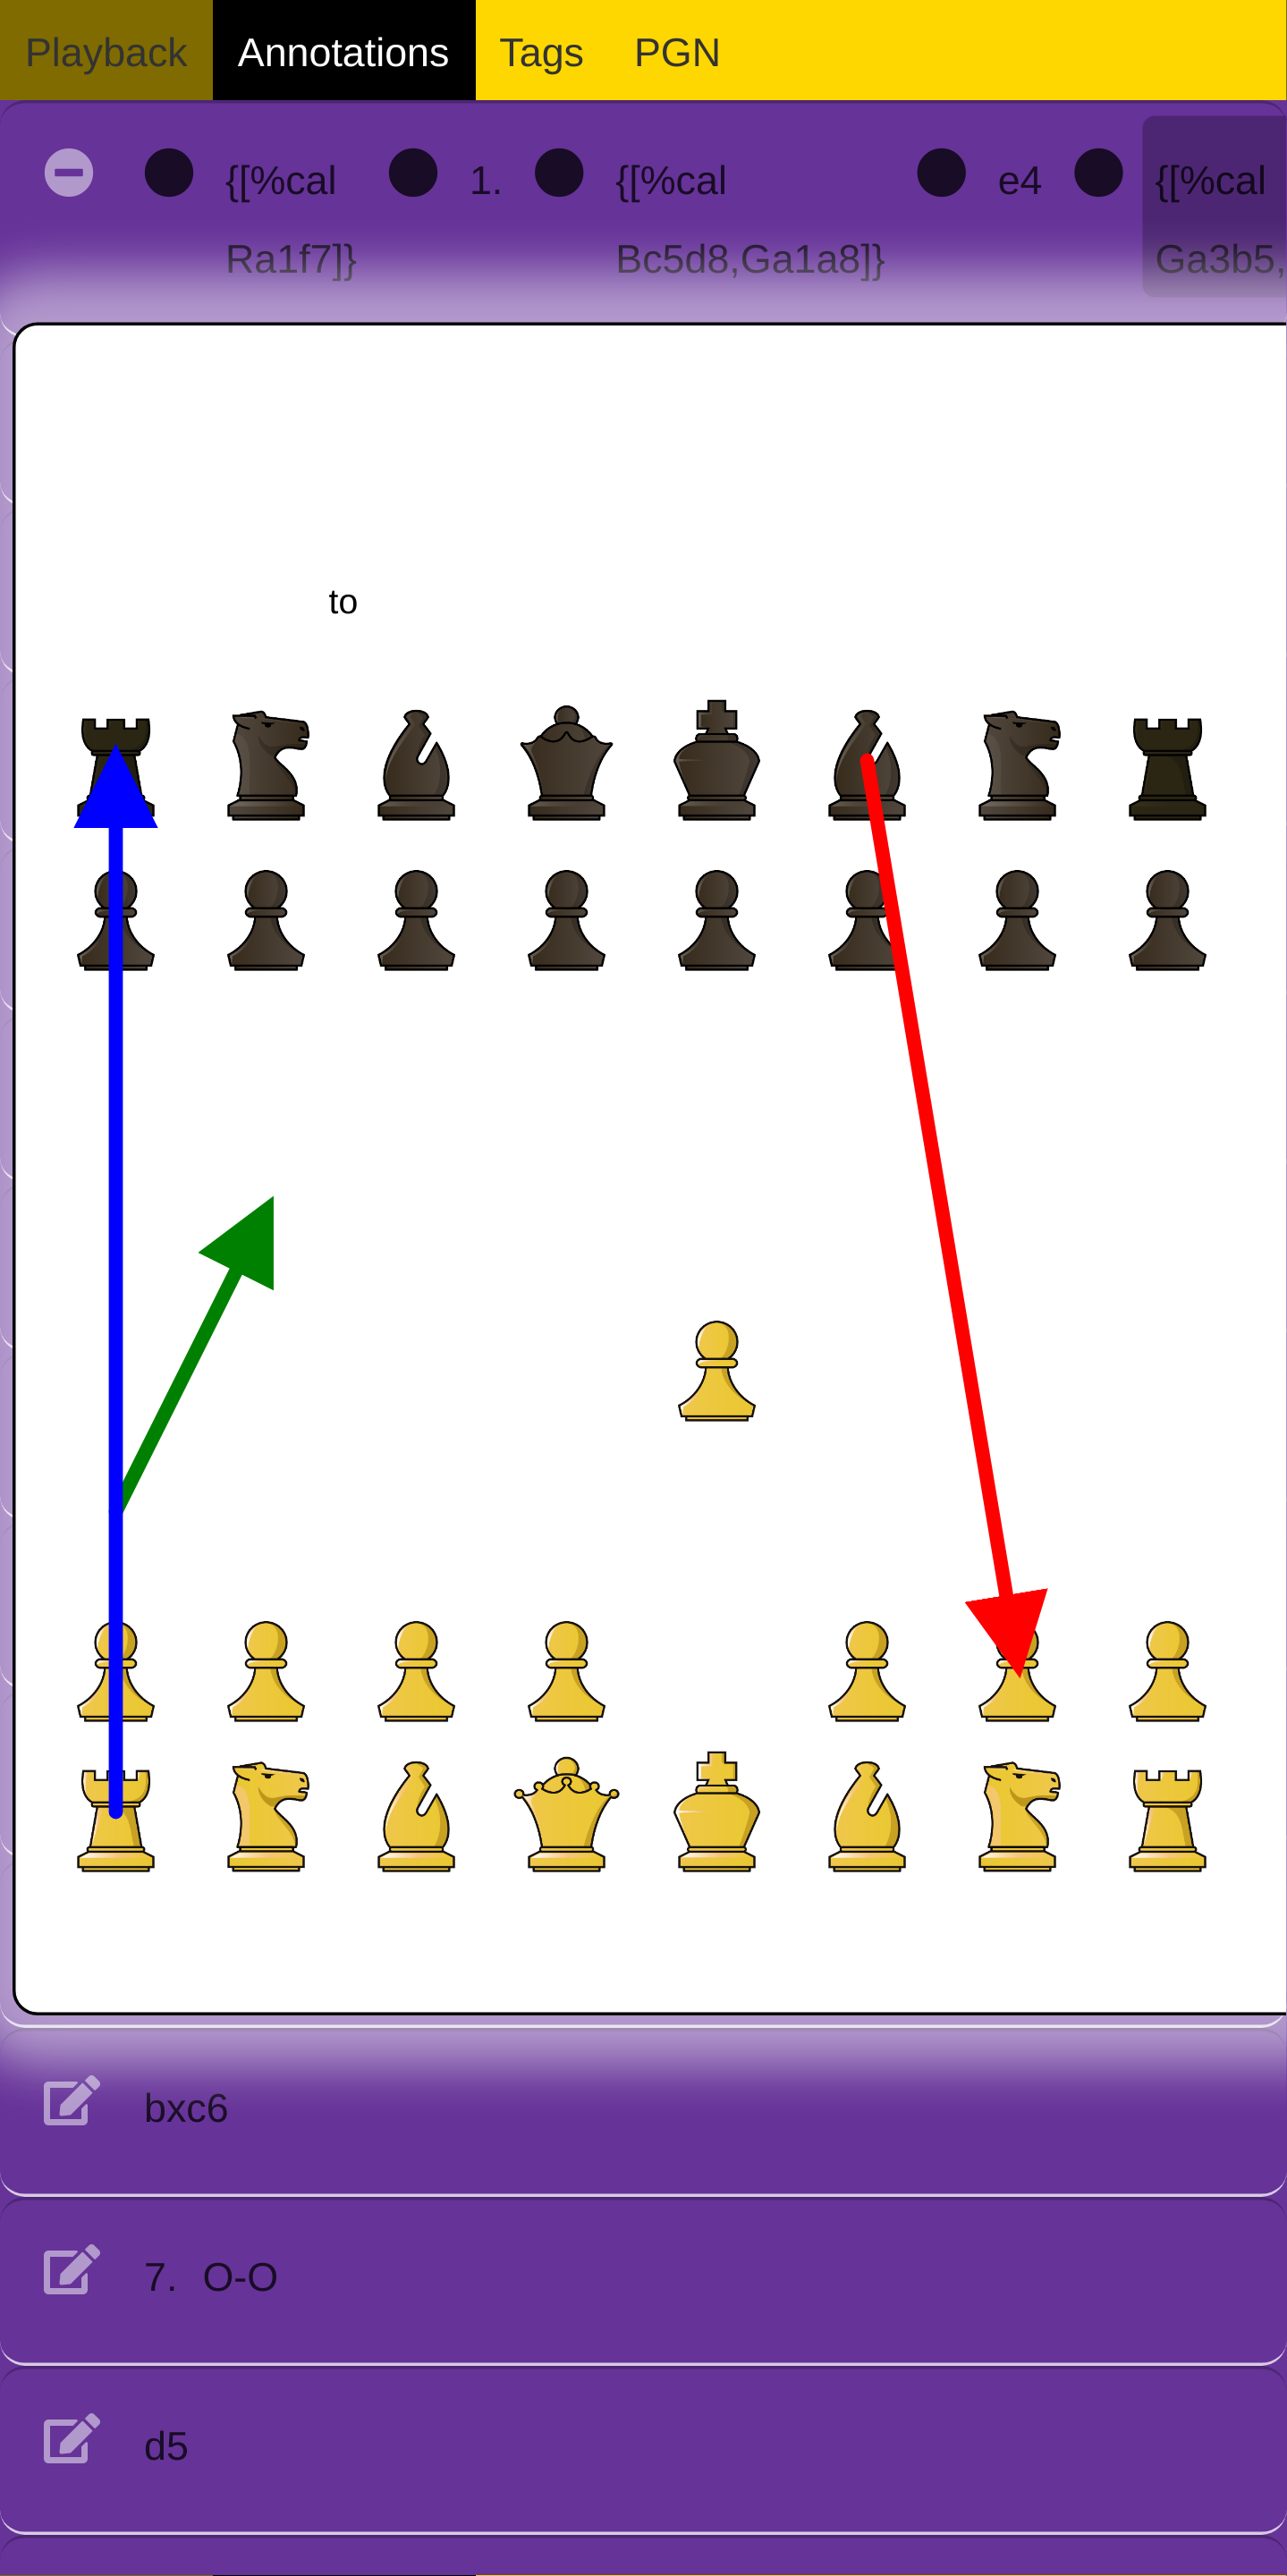 Playback Annotations Tags PGN
{[%cal 1. {[%cal e4 {[%cal
Ra1f7]} Bc5d8,Ga1a8]} Ga3b5,
to
bxc6
7. O-O
d5